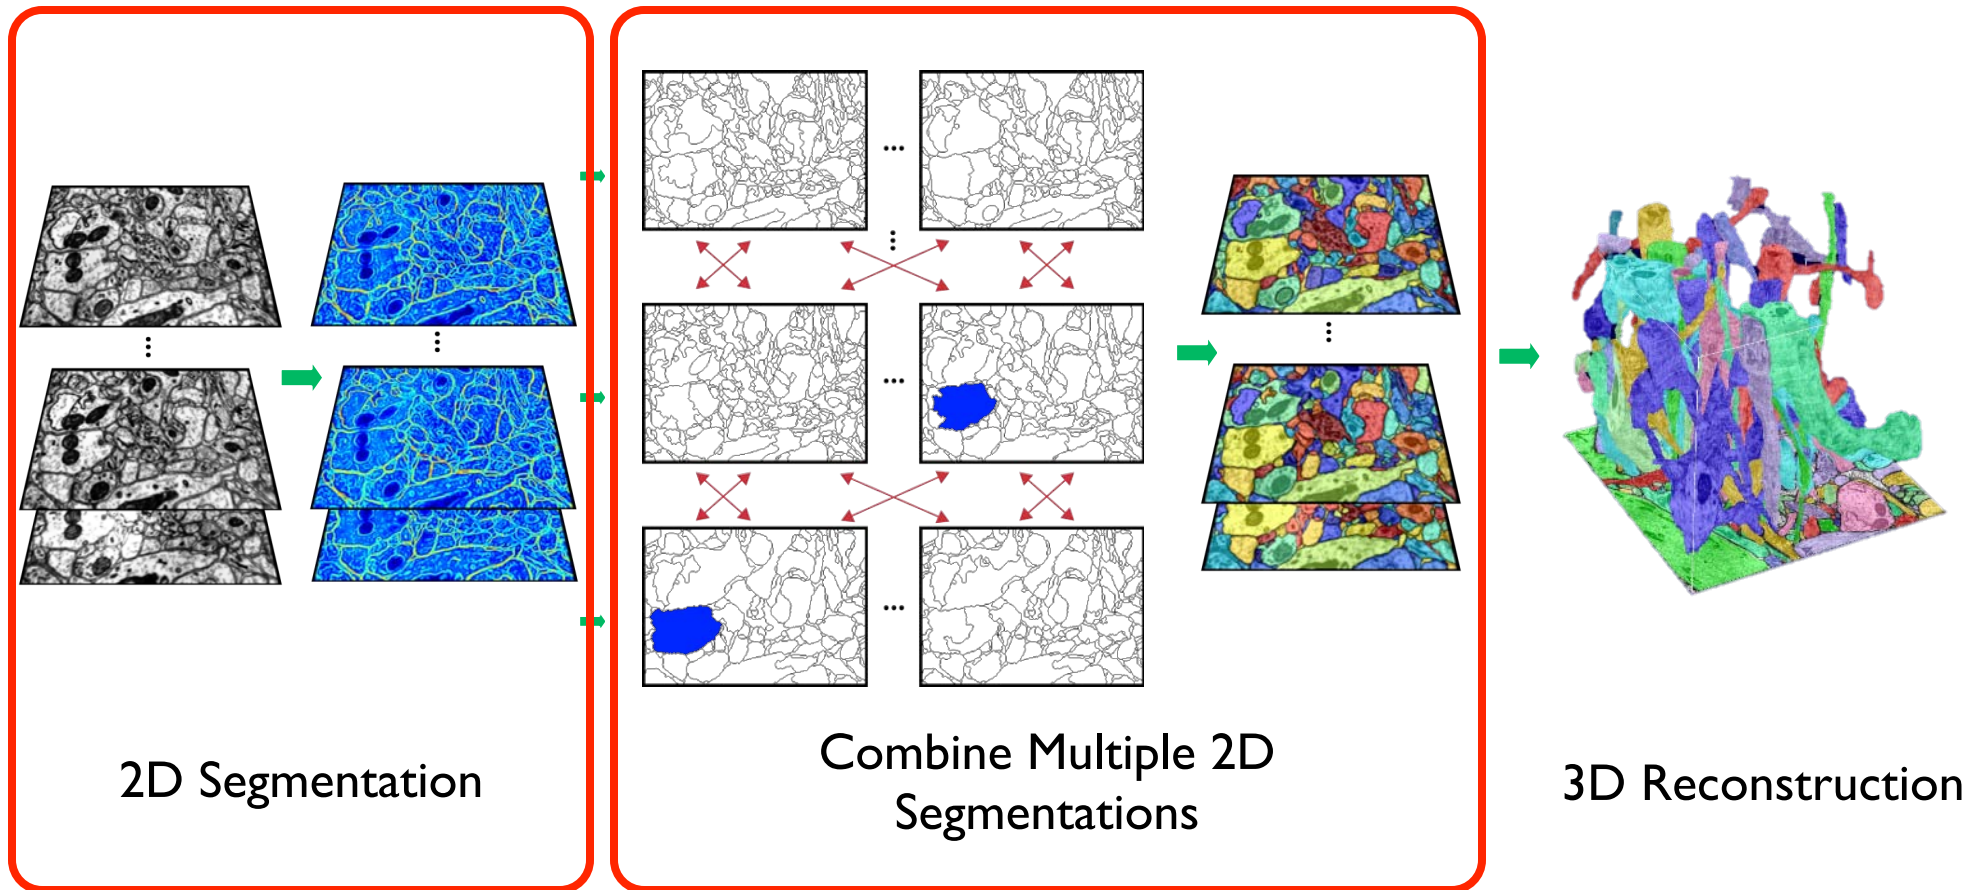 2D Segmentation
Combine Multiple 2D
Segmentations
3D Reconstruction